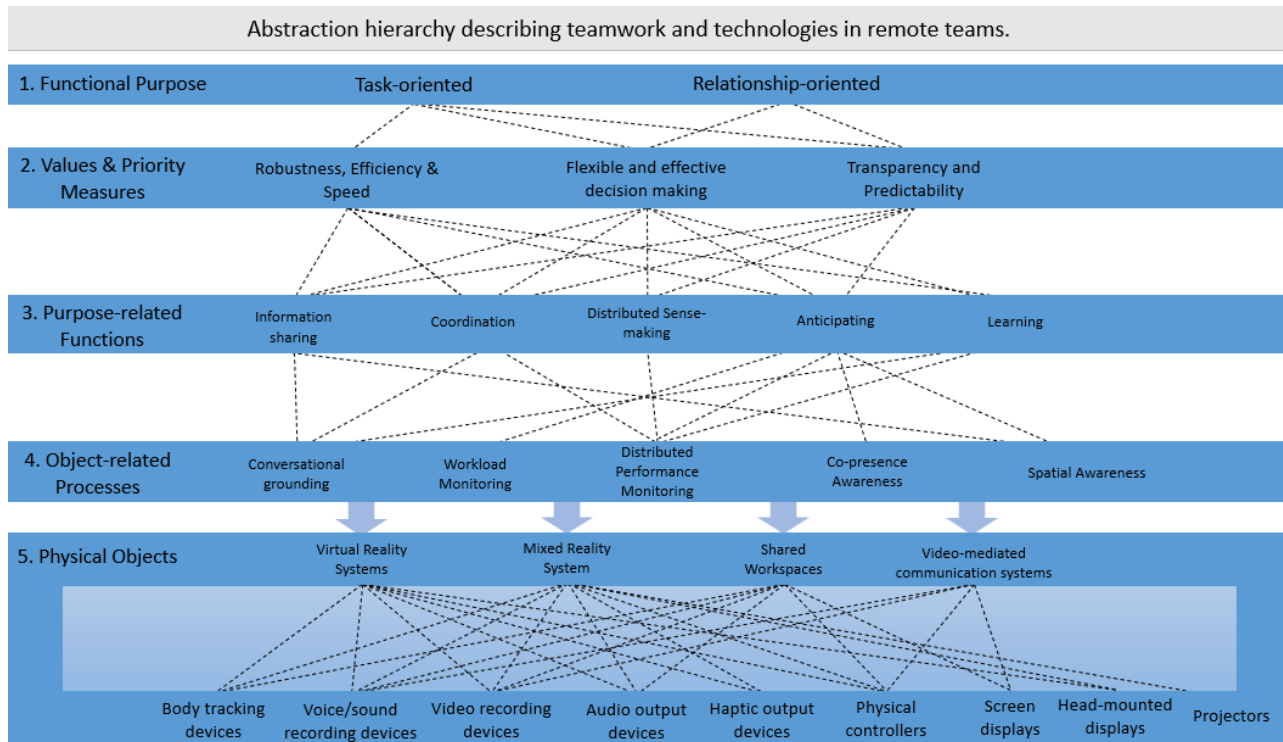 Abstraction hierarchy describing teamwork and technologies in remote teams.
1. Functional Purpose
Task-oriented
Relationship-oriented
2. Values & Priority
Measures
Robustness, Efficiency &
Speed
Flexible and effective
decision making
Transparency and
Predictability
3. Purpose-related
Functions
Information
sharing
Coordination
Distributed Sense-
making
Anticipating
Learning
4. Object-related
Processes
Conversational
grounding
Workload
Monitoring
Distributed
Performance
Monitoring
Co-presence
Awareness
Spatial Awareness
5. Physical Objects
Virtual Reality
Systems
Mixed Reality
System
Shared
Workspaces
Video-mediated
communication systems
Body tracking
devices
Voice/sound
recording devices
Video recording
devices
Audio output
devices
Haptic output
devices
Physical
controllers
Screen
displays
Head-mounted
displays
Projectors